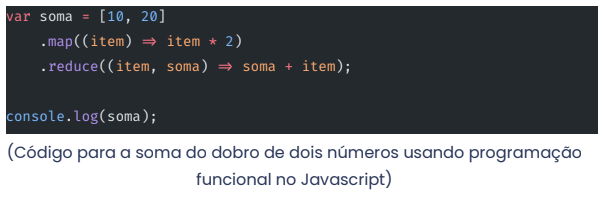 var soma = [10, 20]
    .map((item) => item * 2)
    .reduce((item, soma) => soma + item);

console.log(soma);
(Código para a soma do dobro de dois números usando programação
funcional no Javascript)